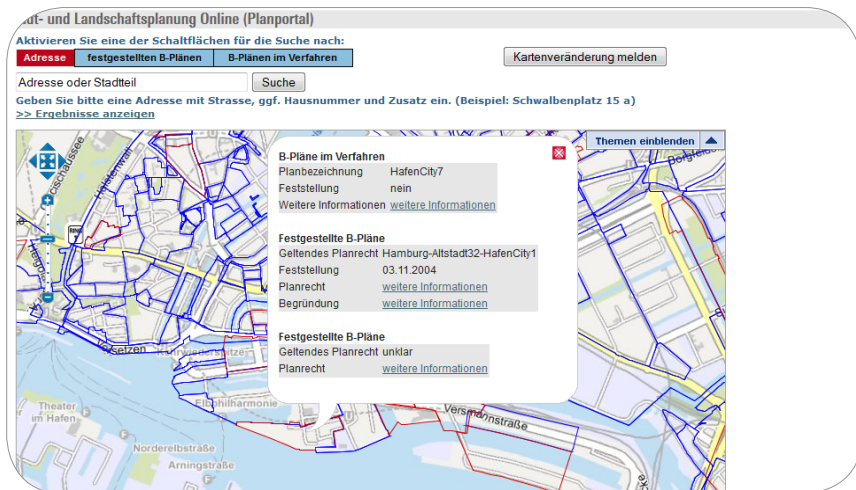 und Landschaftsplanung Online (Planportal)
Aktivieren Sie eine der Schaltflächen für die Suche nach:
Adresse festgestellten B-Plänen B-Plänen im Verfahren
Kartenveränderung melden
Adresse oder Stadtteil Suche
Geben Sie bitte eine Adresse mit Strasse, ggf. Hausnummer und Zusatz ein. (Beispiel: Schwalbenplatz 15 a)
>> Ergebnisse anzeigen
Themen einblenden
B-Pläne im Verfahren
Planbezeichnung HafenCity7
Feststellung nein
Weitere Informationen weitere Informationen
Festgestellte B-Pläne
Geltendes Planrecht Hamburg-Altstadt32-HafenCity1
Feststellung 03.11.2004
Planrecht weitere Informationen
Begründung weitere Informationen
Festgestellte B-Pläne
Geltendes Planrecht unklar
Planrecht weitere Informationen
Holstenwall
RING
Elbphilharmonie
Versmannstraße
Theater
im Hafen
Norderelbstraße
Arningstraße